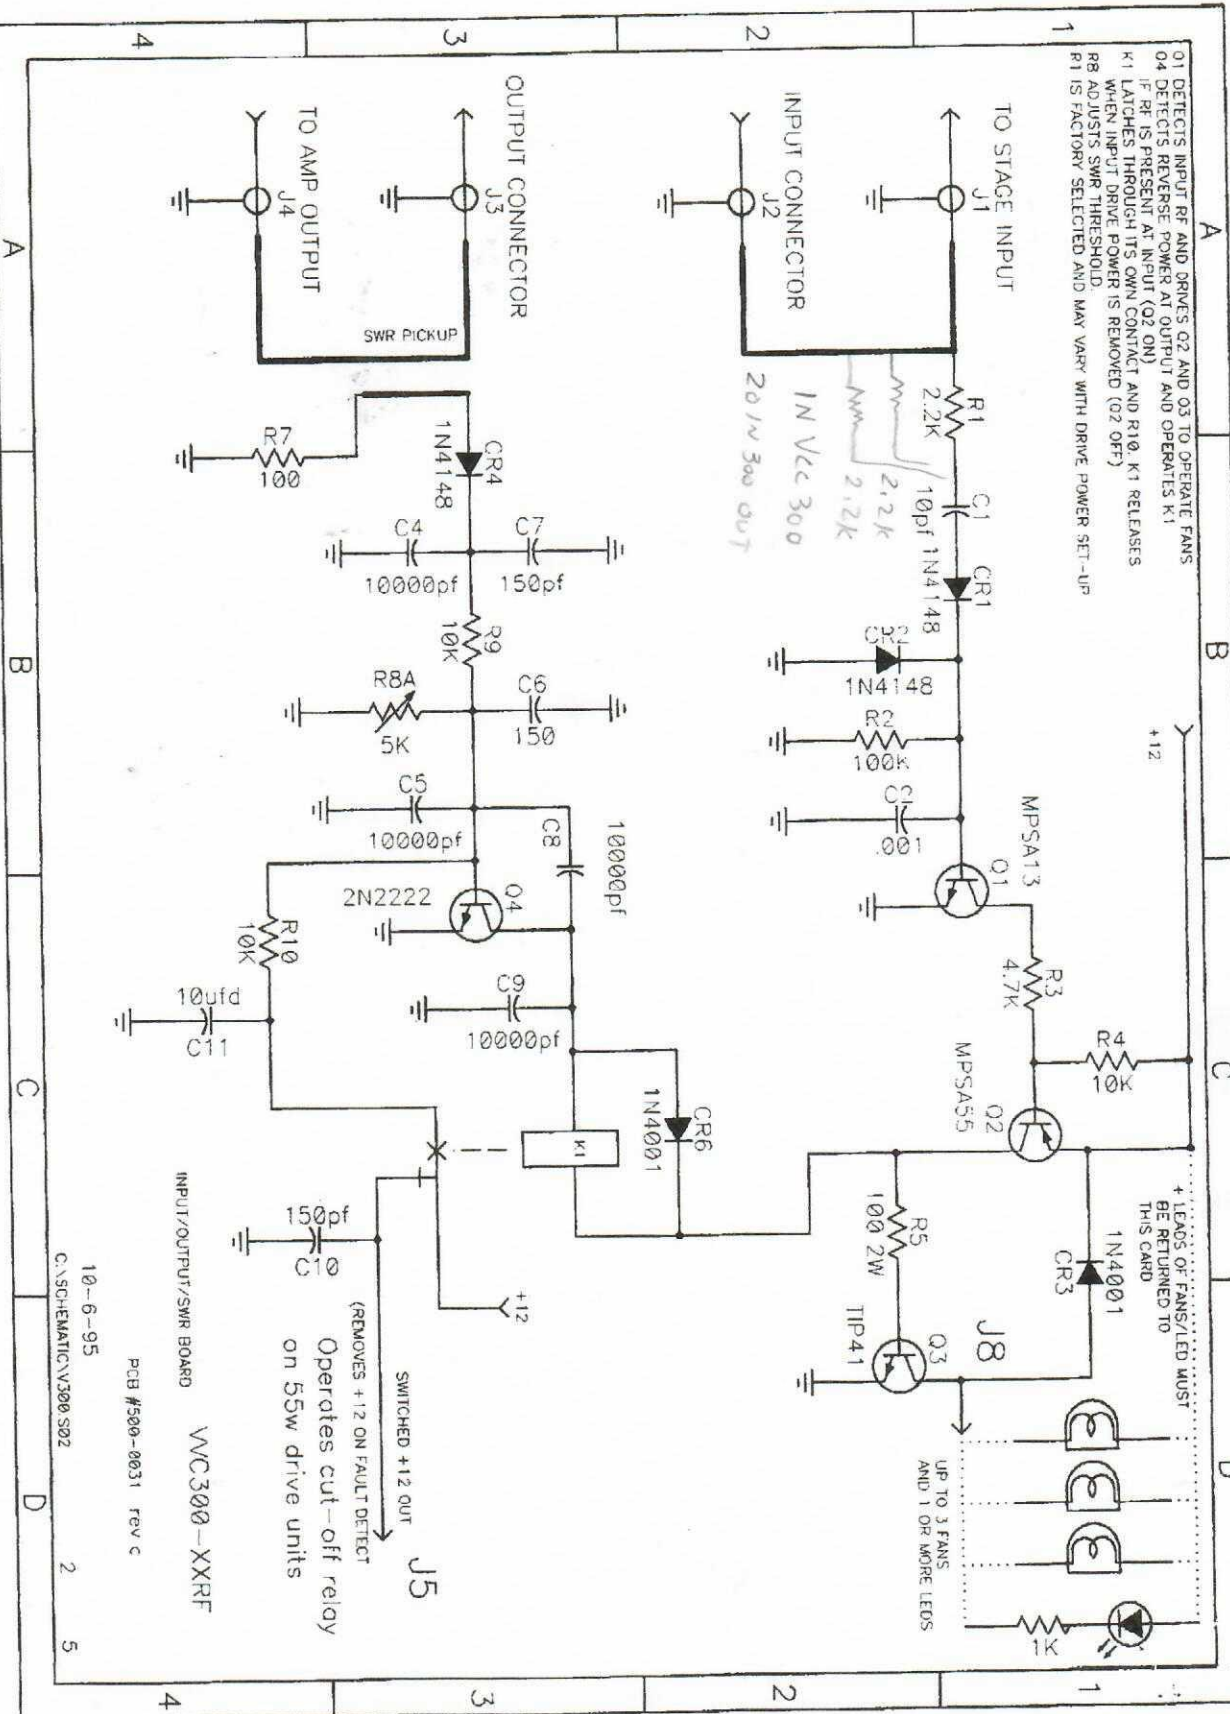 Q1 DETECTS INPUT RF AND DRIVES Q2 AND Q3 TO OPERATE FANS
Q4 DETECTS REVERSE POWER AT OUTPUT AND OPERATES K1
IF RF IS PRESENT AT INPUT (Q2 ON)
K1 LATCHES THROUGH ITS OWN CONTACT AND R10. K1 RELEASES
WHEN INPUT DRIVE POWER IS REMOVED (Q2 OFF)
R8 ADJUSTS SWR THRESHOLD.
R1 IS FACTORY SELECTED AND MAY VARY WITH DRIVE POWER SET-UP
A
B
C
D
1
2
3
4
TO STAGE INPUT
J1
INPUT CONNECTOR
J2
R1
2.2K
C1
10pf
CR1
1N4148
1N4148
R2
100K
C2
.001
MPSA13
Q1
R3
4.7K
R4
10K
+12
MPSA55
Q2
+ LEADS OF FANS/LED MUST
BE RETURNED TO
THIS CARD
1N4001
CR3
R5
100 2W
TIP41
Q3
J8
UP TO 3 FANS
AND 1 OR MORE LEDS
1K
2.2K
2.2K
IN Vcc 300
20 IN 300 OUT
OUTPUT CONNECTOR
J3
TO AMP OUTPUT
J4
SWR PICKUP
R7
100
CR4
1N4148
C4
10000pf
C7
150pf
R9
10K
R8A
5K
C6
150
C5
10000pf
C8
10000pf
2N2222
Q4
R10
10K
10ufd
C11
C9
10000pf
CR6
1N4001
K1
150pf
C10
+12
SWITCHED +12 OUT
(REMOVES +12 ON FAULT DETECT
J5
Operates cut-off relay
on 55w drive units
INPUT/OUTPUT/SWR BOARD
VVC300-XXRF
PCB #500-0031 rev c
10-6-95
C:\SCHEMATIC\V300.S02
2
5
A
B
C
D
1
2
3
4